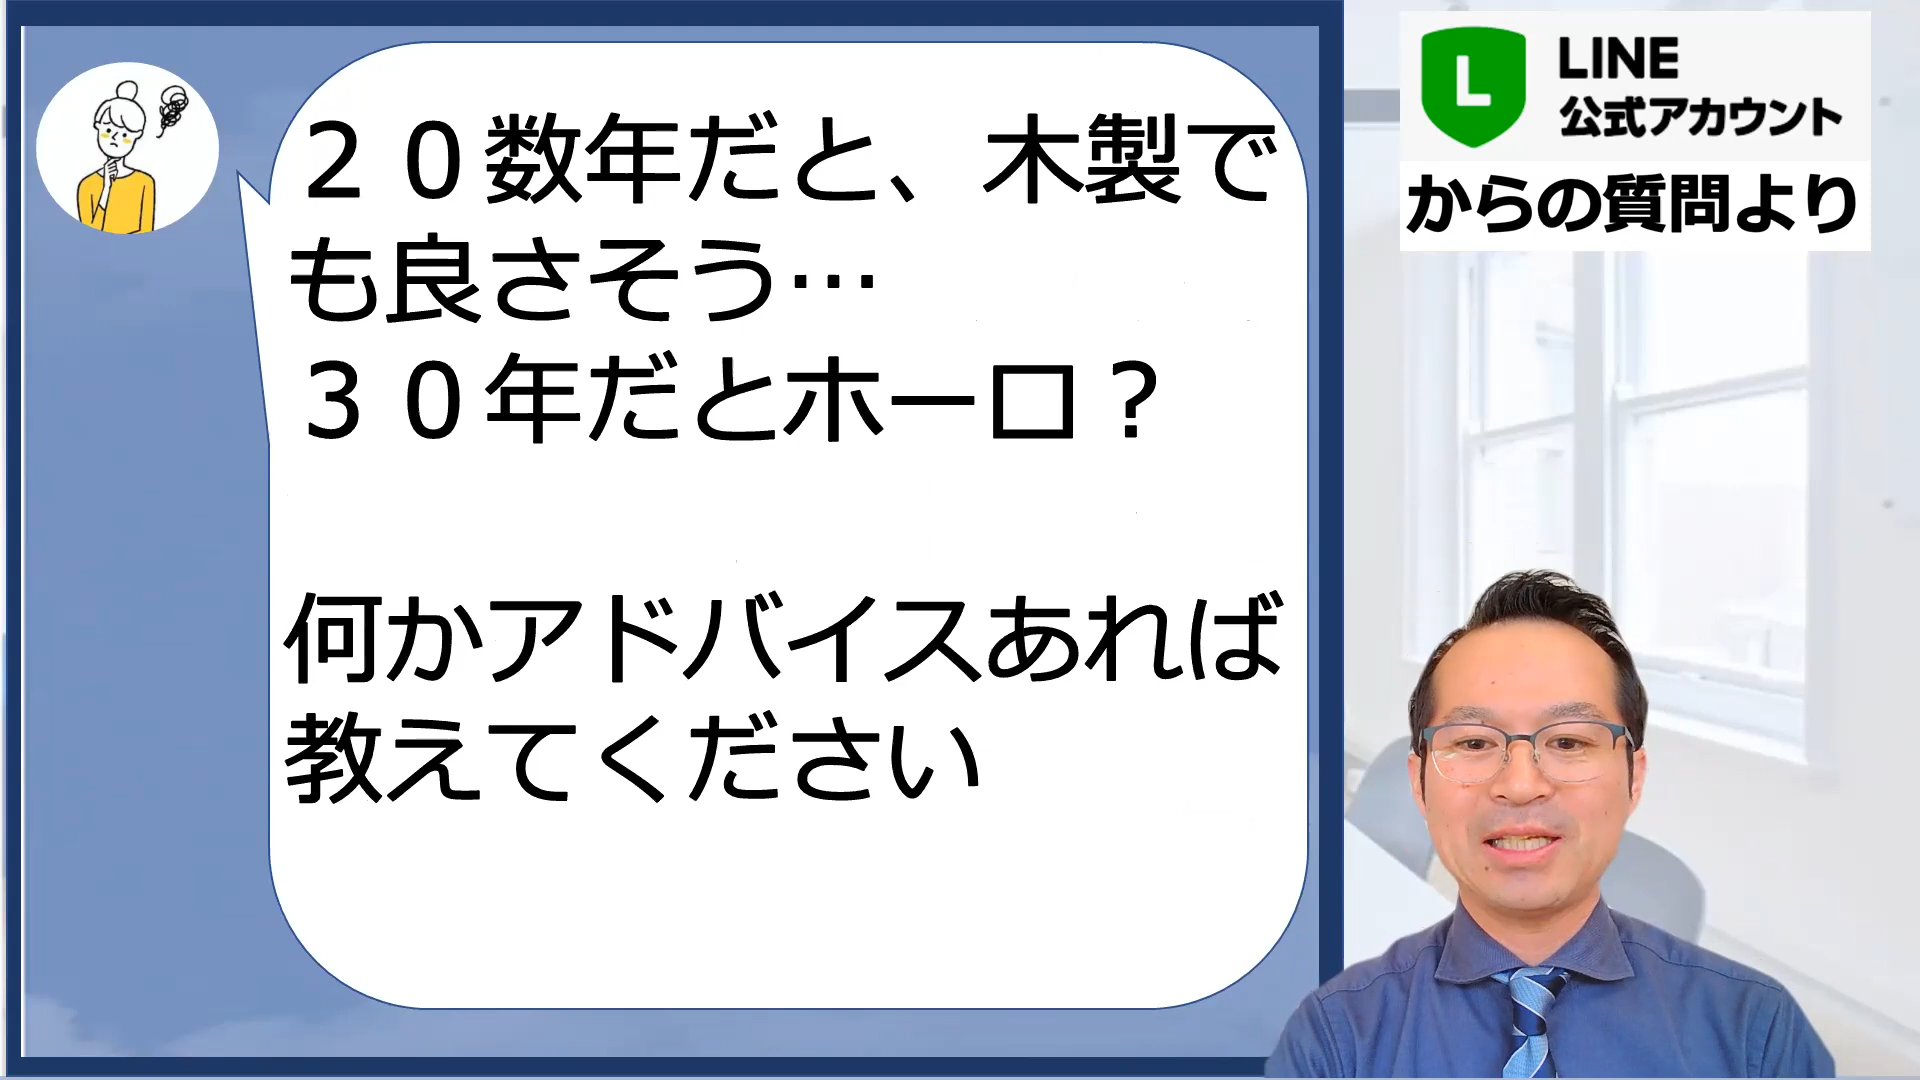 ２０数年だと、木製で
も良さそう…
３０年だとホーロ？
何かアドバイスあれば
教えてください
L
LINE
公式アカウント
からの質問より